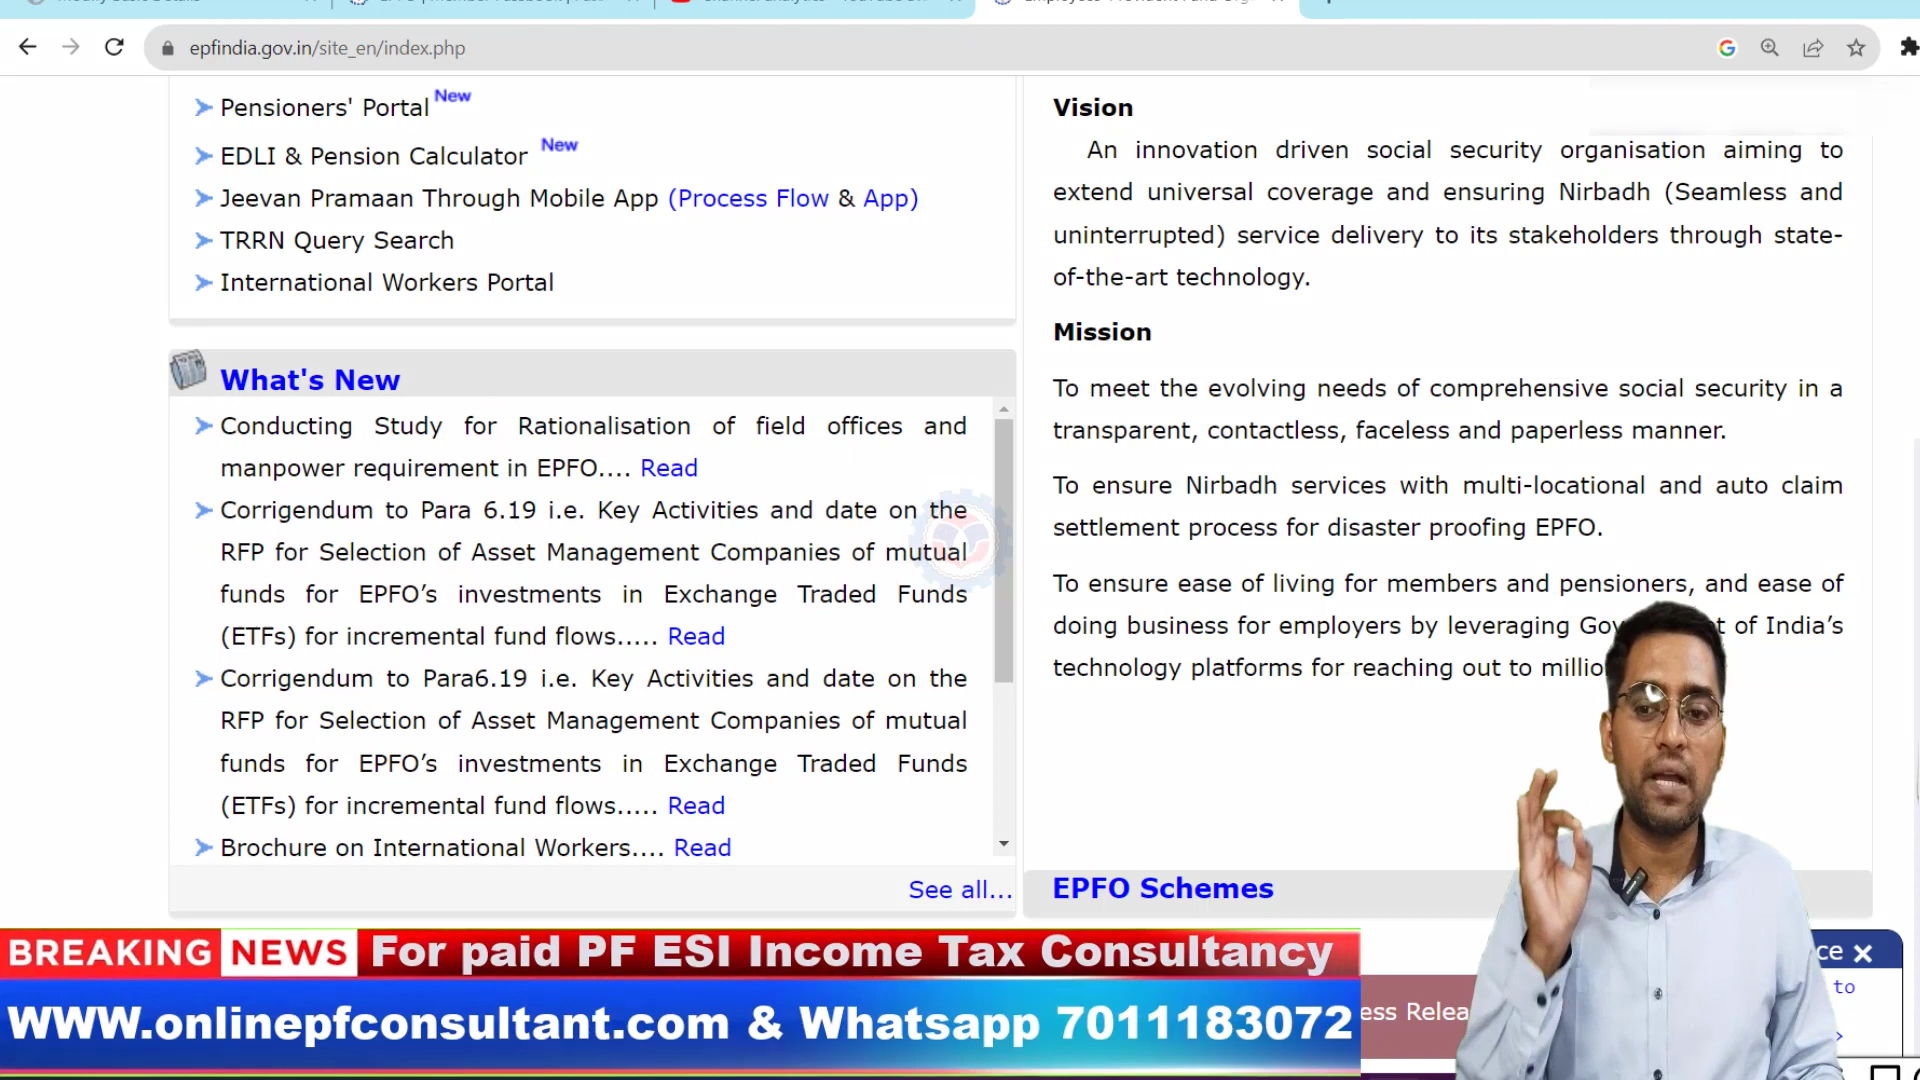 epfindia.gov.in/site_en/index.php
Pensioners' Portal New
EDLI & Pension Calculator New
Jeevan Pramaan Through Mobile App (Process Flow & App)
TRRN Query Search
International Workers Portal
What's New
Conducting Study for Rationalisation of field offices and
manpower requirement in EPFO.... Read
Corrigendum to Para 6.19 i.e. Key Activities and date on the
RFP for Selection of Asset Management Companies of mutual
funds for EPFO’s investments in Exchange Traded Funds
(ETFs) for incremental fund flows..... Read
Corrigendum to Para6.19 i.e. Key Activities and date on the
RFP for Selection of Asset Management Companies of mutual
funds for EPFO’s investments in Exchange Traded Funds
(ETFs) for incremental fund flows..... Read
Brochure on International Workers.... Read
See all...
Vision
An innovation driven social security organisation aiming to
extend universal coverage and ensuring Nirbadh (Seamless and
uninterrupted) service delivery to its stakeholders through state-
of-the-art technology.
Mission
To meet the evolving needs of comprehensive social security in a
transparent, contactless, faceless and paperless manner.
To ensure Nirbadh services with multi-locational and auto claim
settlement process for disaster proofing EPFO.
To ensure ease of living for members and pensioners, and ease of
doing business for employers by leveraging of India’s
technology platforms for reaching out to
EPFO Schemes
to
BREAKING NEWS For paid PF ESI Income Tax Consultancy
WWW.onlinepfconsultant.com & Whatsapp 7011183072